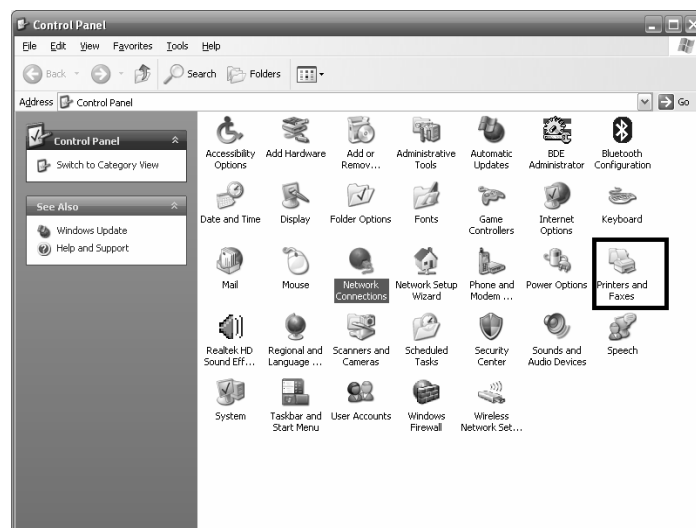 Control Panel
File Edit View Favorites Tools Help
Back Search Folders
Address Control Panel Go
Control Panel
Switch to Category View
See Also
Windows Update
Help and Support
Accessibility Options
Add Hardware
Add or Remov...
Administrative Tools
Automatic Updates
BDE Administrator
Bluetooth Configuration
Date and Time
Display
Folder Options
Fonts
Game Controllers
Internet Options
Keyboard
Mail
Mouse
Network Connections
Network Setup Wizard
Phone and Modem ...
Power Options
Printers and Faxes
Realtek HD Sound Eff...
Regional and Language ...
Scanners and Cameras
Scheduled Tasks
Security Center
Sounds and Audio Devices
Speech
System
Taskbar and Start Menu
User Accounts
Windows Firewall
Wireless Network Set...